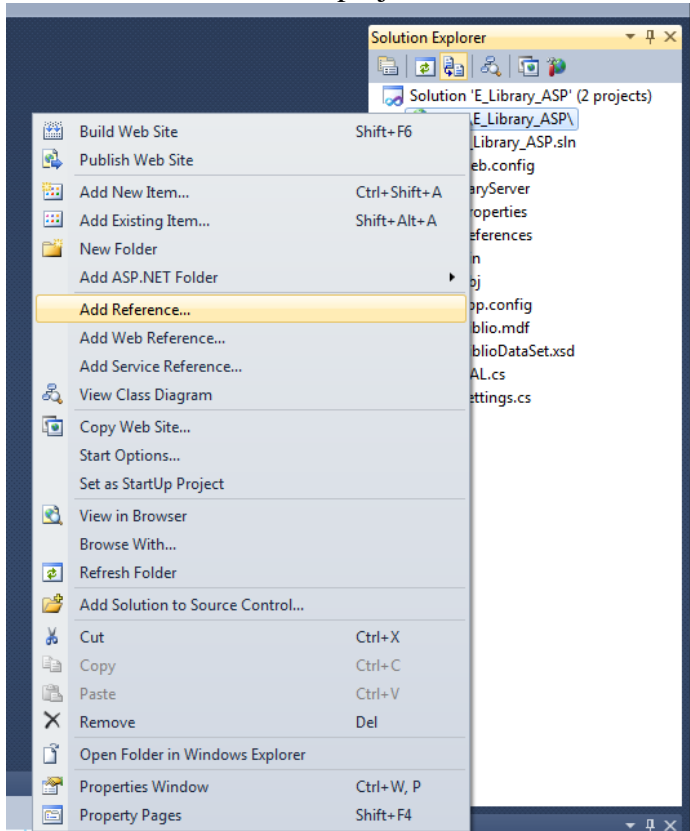 Solution Explorer
Solution 'E_Library_ASP' (2 projects)
\E_Library_ASP\
_Library_ASP.sln
eb.config
aryServer
roperties
eferences
n
bj
pp.config
iblio.mdf
iblioDataSet.xsd
AL.cs
ettings.cs
Build Web Site Shift+F6
Publish Web Site
Add New Item... Ctrl+Shift+A
Add Existing Item... Shift+Alt+A
New Folder
Add ASP.NET Folder
Add Reference...
Add Web Reference...
Add Service Reference...
View Class Diagram
Copy Web Site...
Start Options...
Set as StartUp Project
View in Browser
Browse With...
Refresh Folder
Add Solution to Source Control...
Cut Ctrl+X
Copy Ctrl+C
Paste Ctrl+V
Remove Del
Open Folder in Windows Explorer
Properties Window Ctrl+W, P
Property Pages Shift+F4